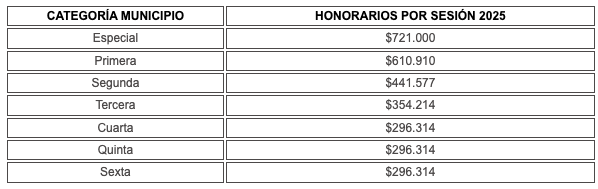 CATEGORÍA MUNICIPIO HONORARIOS POR SESIÓN 2025
Especial $721.000
Primera $610.910
Segunda $441.577
Tercera $354.214
Cuarta $296.314
Quinta $296.314
Sexta $296.314